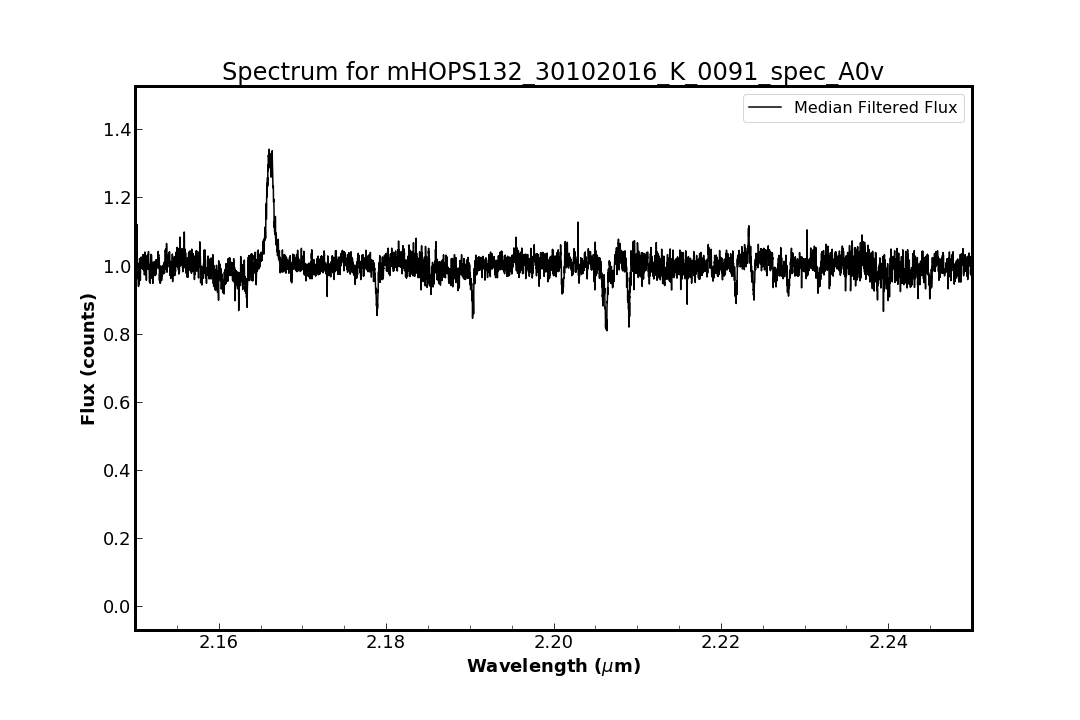 Spectrum for mHOPS132_30102016_K_0091_spec_A0v
Median Filtered Flux
1.4
1.2
1.0
0.8
0.6
0.4
0.2
0.0
Flux (counts)
2.16 2.18 2.20 2.22 2.24
Wavelength (μm)